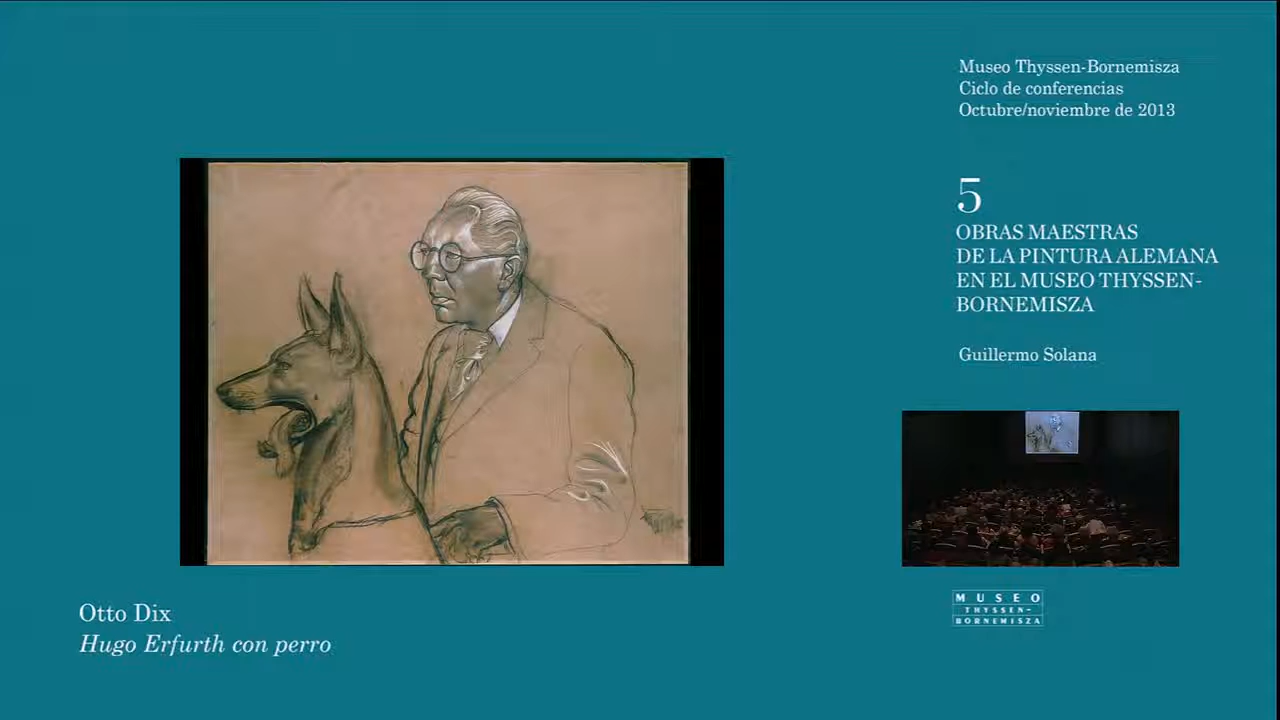 Museo Thyssen-Bornemisza
Ciclo de conferencias
Octubre/noviembre de 2013
5
OBRAS MAESTRAS
DE LA PINTURA ALEMANA
EN EL MUSEO THYSSEN-
BORNEMISZA
Guillermo Solana
MUSEO
THYSSEN-
BORNEMISZA
Otto Dix
Hugo Erfurth con perro